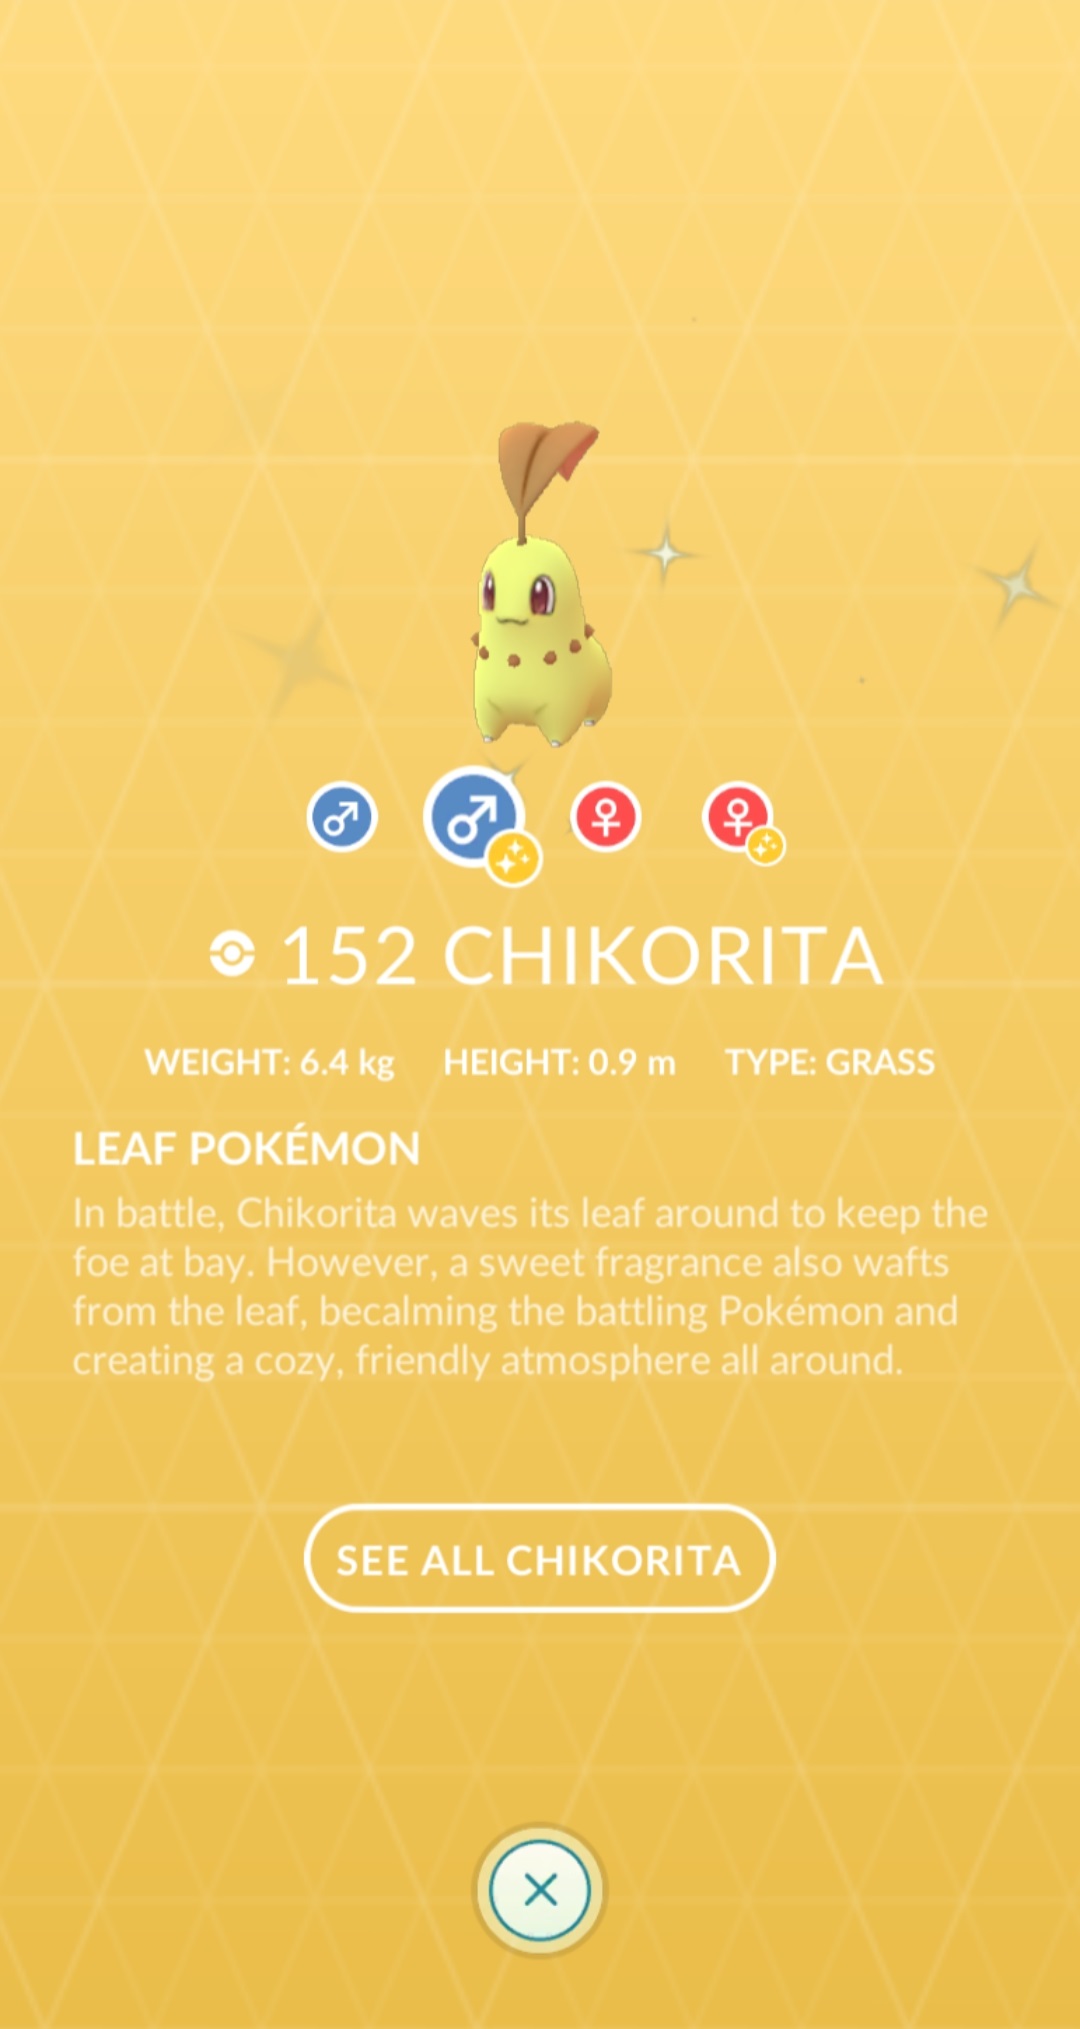 152 CHIKORITA
WEIGHT: 6.4 kg HEIGHT: 0.9 m TYPE: GRASS
LEAF POKÉMON
In battle, Chikorita waves its leaf around to keep the
foe at bay. However, a sweet fragrance also wafts
from the leaf, becalming the battling Pokémon and
creating a cozy, friendly atmosphere all around.
SEE ALL CHIKORITA